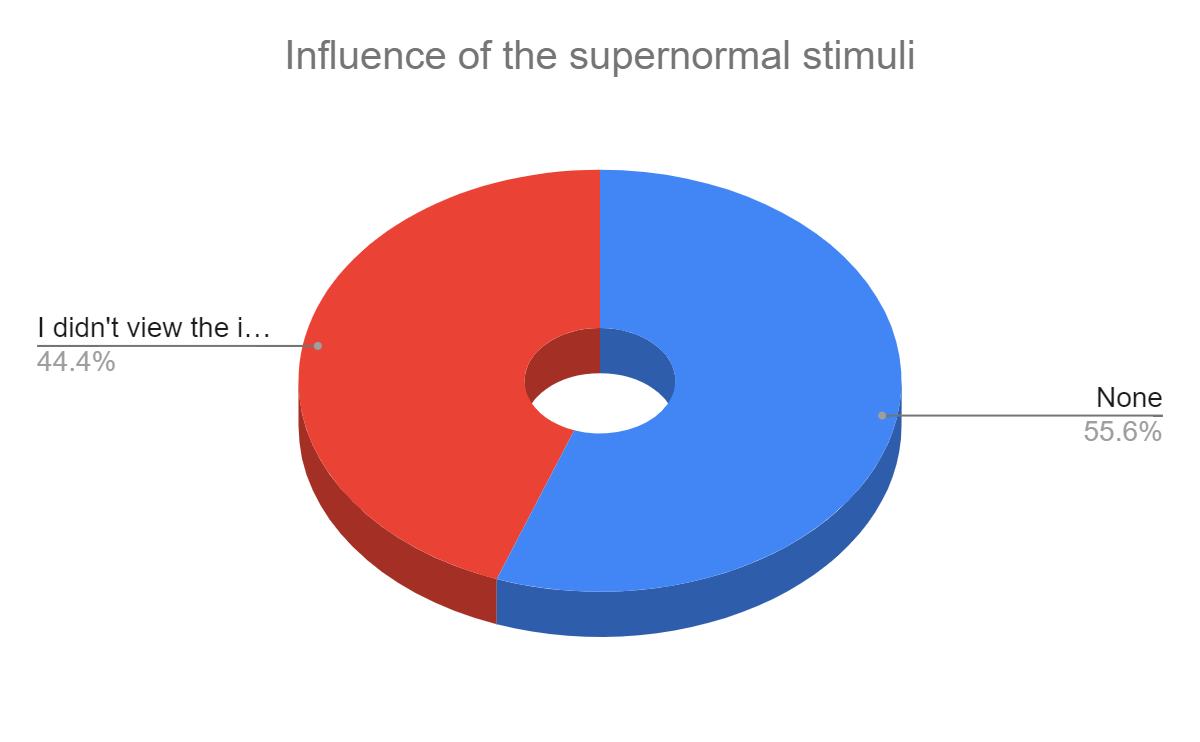 Influence of the supernormal stimuli
I didn't view the i…
44.4%
None
55.6%